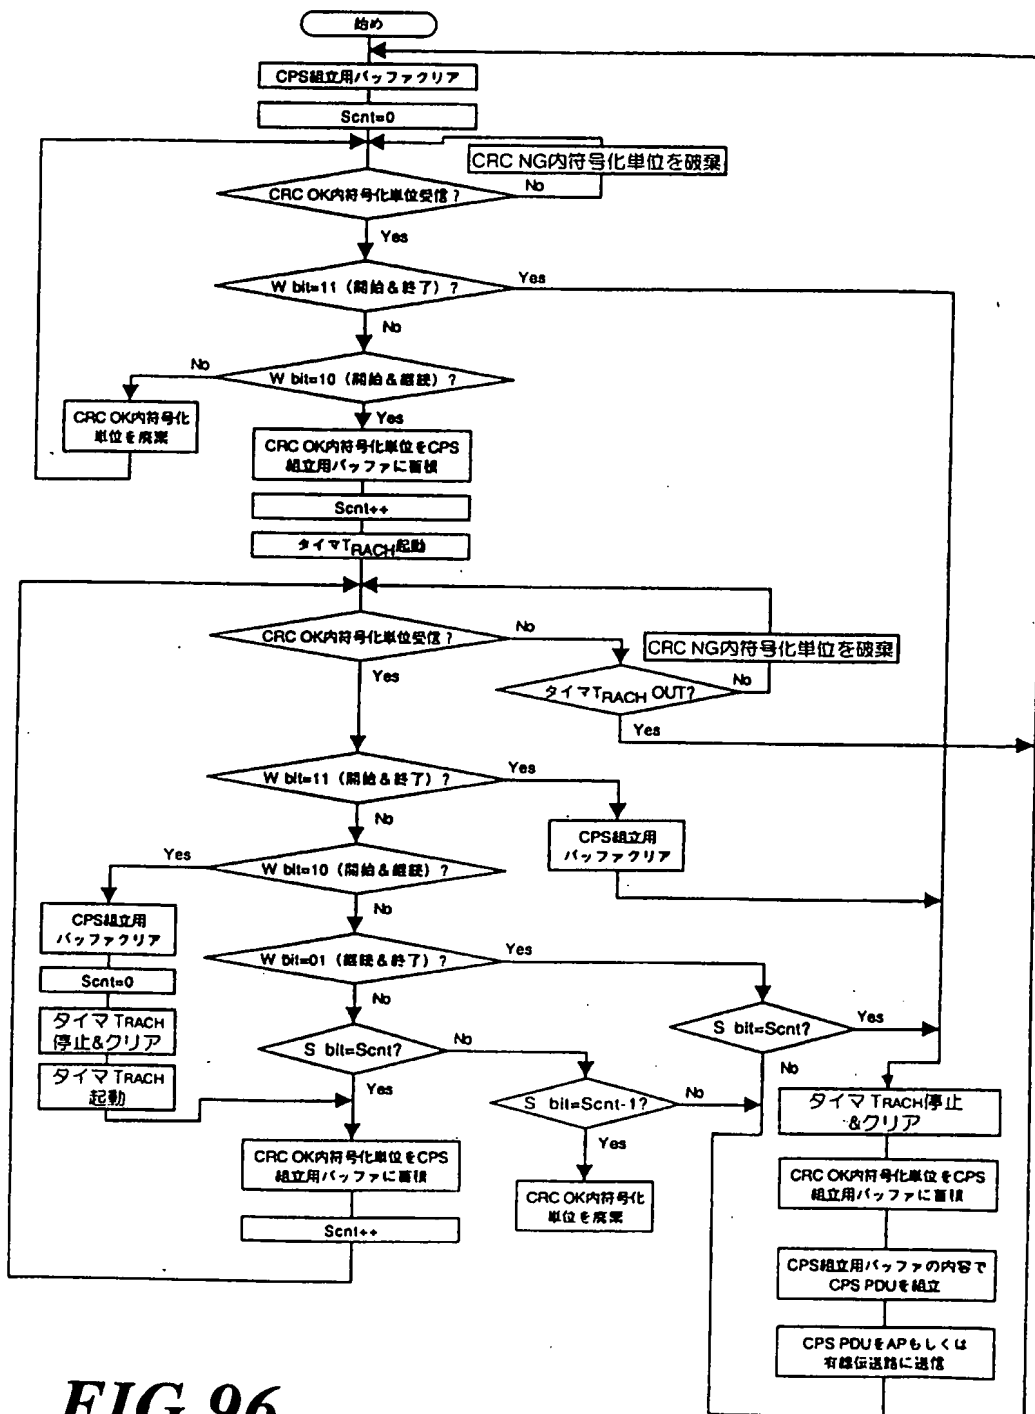 始め
CPS組立用バッファクリア
Scnt=0
CRC NG内符号化単位を破棄
No
CRC OK内符号化単位受信？
Yes
W bit=11（開始＆終了）？
Yes
No
No
W bit=10（開始＆継続）？
Yes
CRC OK内符号化
単位を廃棄
CRC OK内符号化単位をCPS
組立用バッファに蓄積
Scnt++
タイマTRACH起動
CRC OK内符号化単位受信？
No
CRC NG内符号化単位を破棄
Yes
タイマTRACH OUT?
No
Yes
W bit=11（開始＆終了）？
Yes
No
CPS組立用
バッファクリア
Yes
W bit=10（開始＆継続）？
No
CPS組立用
バッファクリア
W bit=01（継続＆終了）？
Yes
Scnt=0
No
タイマ TRACH
停止&クリア
S bit=Scnt?
No
S bit=Scnt?
Yes
No
タイマ TRACH
起動
Yes
S bit=Scnt-1?
No
タイマ TRACH停止
&クリア
Yes
CRC OK内符号化単位をCPS
組立用バッファに蓄積
CRC OK内符号化
単位を廃棄
CRC OK内符号化単位をCPS
組立用バッファに蓄積
Scnt++
CPS組立用バッファの内容で
CPS PDUを組立
CPS PDUをAPもしくは
有線伝送路に送信
FIG.96